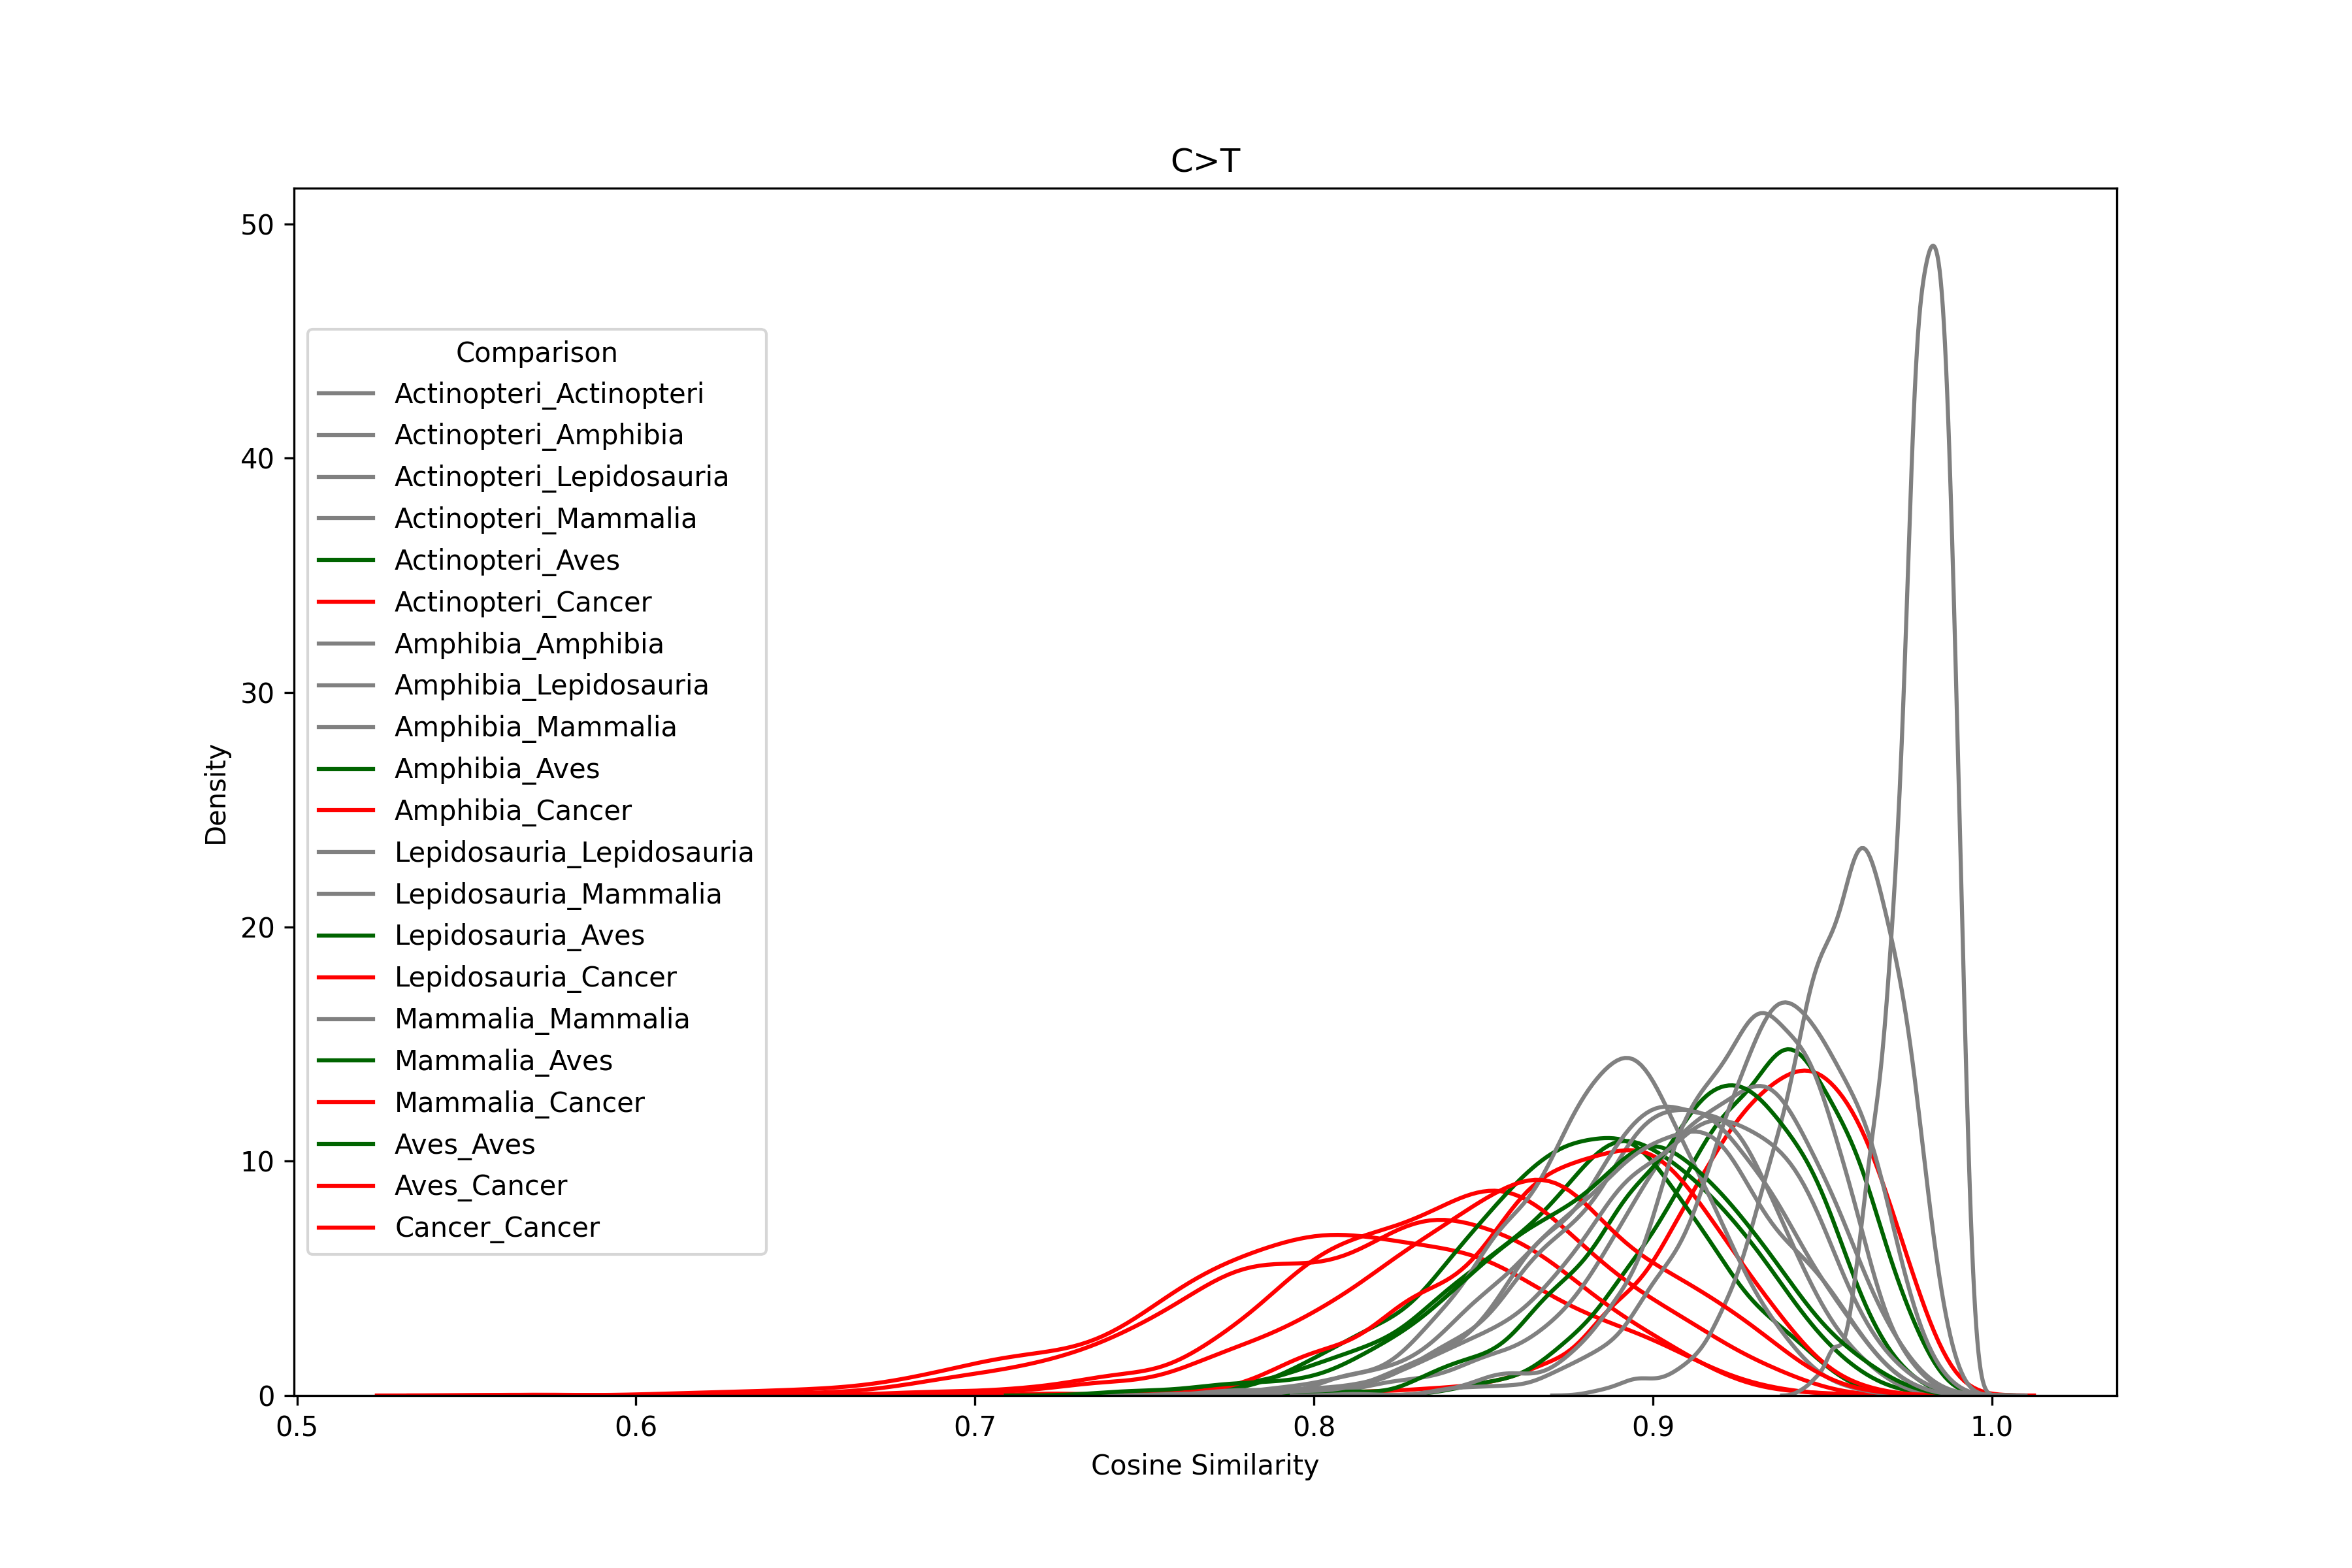 C>T
50
40
30
20
10
0
Density
Comparison
Actinopteri_Actinopteri
Actinopteri_Amphibia
Actinopteri_Lepidosauria
Actinopteri_Mammalia
Actinopteri_Aves
Actinopteri_Cancer
Amphibia_Amphibia
Amphibia_Lepidosauria
Amphibia_Mammalia
Amphibia_Aves
Amphibia_Cancer
Lepidosauria_Lepidosauria
Lepidosauria_Mammalia
Lepidosauria_Aves
Lepidosauria_Cancer
Mammalia_Mammalia
Mammalia_Aves
Mammalia_Cancer
Aves_Aves
Aves_Cancer
Cancer_Cancer
0.5 0.6 0.7 0.8 0.9 1.0
Cosine Similarity